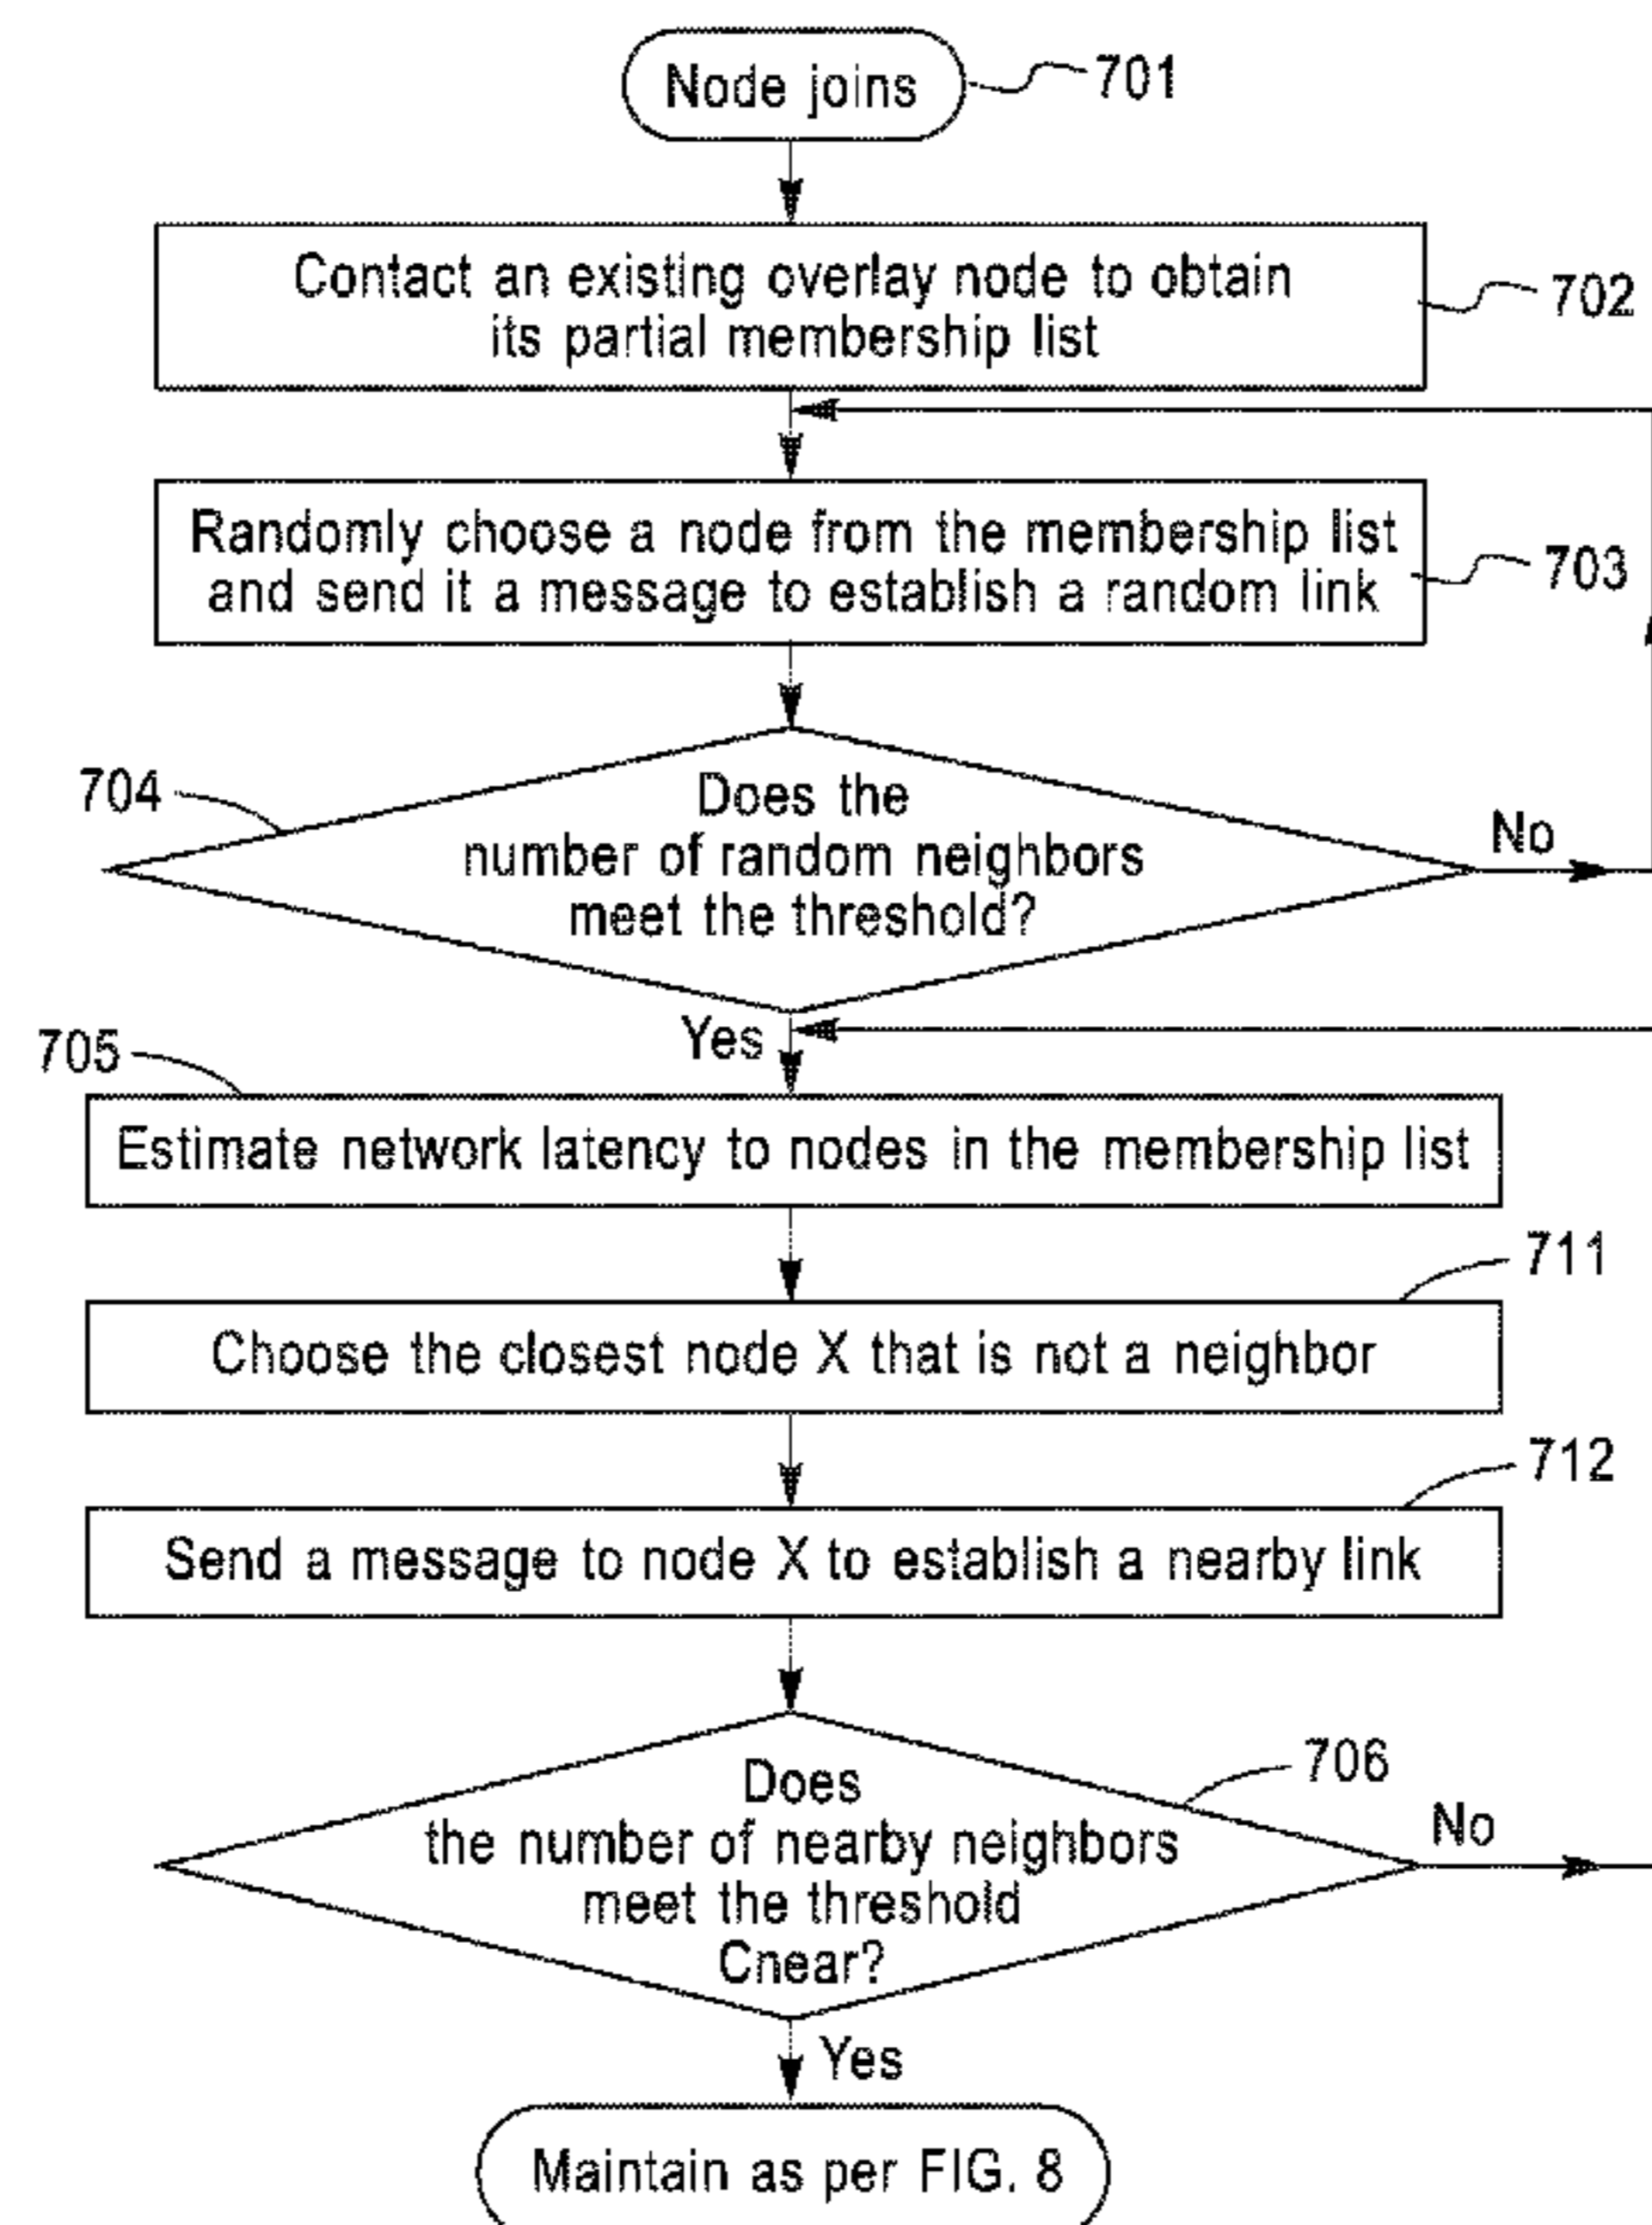 Node joins
701
Contact an existing overlay node to obtain
its partial membership list
702
Randomly choose a node from the membership list
and send it a message to establish a random link
703
704
Does the
number of random neighbors
meet the threshold?
No
Yes
705
Estimate network latency to nodes in the membership list
711
Choose the closest node X that is not a neighbor
712
Send a message to node X to establish a nearby link
706
Does
the number of nearby neighbors
meet the threshold
Cnear?
No
Yes
Maintain as per FIG. 8